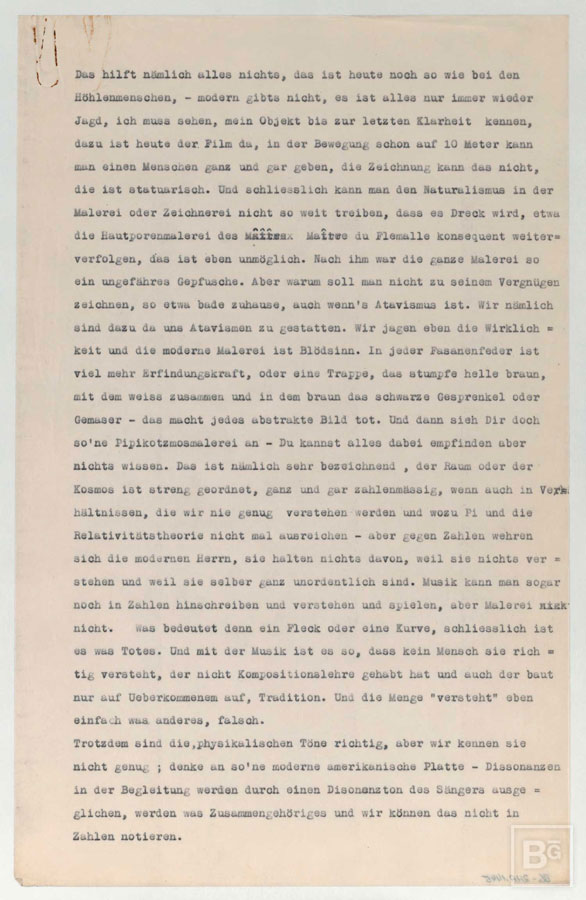 Das hilft nämlich alles nichts, das ist heute noch so wie bei den
Höhlenmenschen, - modern gibts nicht, es ist alles nur immer wieder
Jagd, ich muss sehen, mein Objekt bis zur letzten Klarheit kennen,
dazu ist heute der Film da, in der Bewegung schon auf 10 Meter kann
man einen Menschen ganz und gar geben, die Zeichnung kann das nicht,
die ist statuarisch. Und schliesslich kann man den Naturalismus in der
Malerei oder Zeichnerei nicht so weit treiben, dass es Dreck wird, etwa
die Hautporenmalerei des Maître du Flemalle konsequent weiter=
verfolgen, das ist eben unmöglich. Nach ihm war die ganze Malerei so
ein ungefähres Gepfusche. Aber warum soll man nicht zu seinem Vergnügen
zeichnen, so etwa bade zuhause, auch wenn's Atavismus ist. Wir nämlich
sind dazu da uns Atavismen zu gestatten. Wir jagen eben die Wirklich =
keit und die moderne Malerei ist Blödsinn. In jeder Fasanenfeder ist
viel mehr Erfindungskraft, oder eine Trappe, das stumpfe helle braun,
mit dem weiss zusammen und in dem braun das schwarze Gesprenkel oder
Gemaser - das macht jedes abstrakte Bild tot. Und dann sieh Dir doch
so'ne Pipikotzmosmalerei an - Du kannst alles dabei empfinden aber
nichts wissen. Das ist nämlich sehr bezeichnend , der Raum oder der
Kosmos ist streng geordnet, ganz und gar zahlenmässig, wenn auch in Ver=
hältnissen, die wir nie genug verstehen werden und wozu Pi und die
Relativitätstheorie nicht mal ausreichen - aber gegen Zahlen wehren
sich die modernen Herrn, sie halten nichts davon, weil sie nichts ver =
stehen und weil sie selber ganz unordentlich sind. Musik kann man sogar
noch in Zahlen hinschreiben und verstehen und spielen, aber Malerei
nicht. Was bedeutet denn ein Fleck oder eine Kurve, schliesslich ist
es was Totes. Und mit der Musik ist es so, dass kein Mensch sie rich =
tig versteht, der nicht Kompositionslehre gehabt hat und auch der baut
nur auf Ueberkommenem auf, Tradition. Und die Menge "versteht" eben
einfach was anderes, falsch.
Trotzdem sind die,physikalischen Töne richtig, aber wir kennen sie
nicht genug ; denke an so'ne moderne amerikanische Platte - Dissonanzen
in der Begleitung werden durch einen Disonanzton des Sängers ausge =
glichen, werden was Zusammengehöriges und wir können das nicht in
Zahlen notieren.
BG